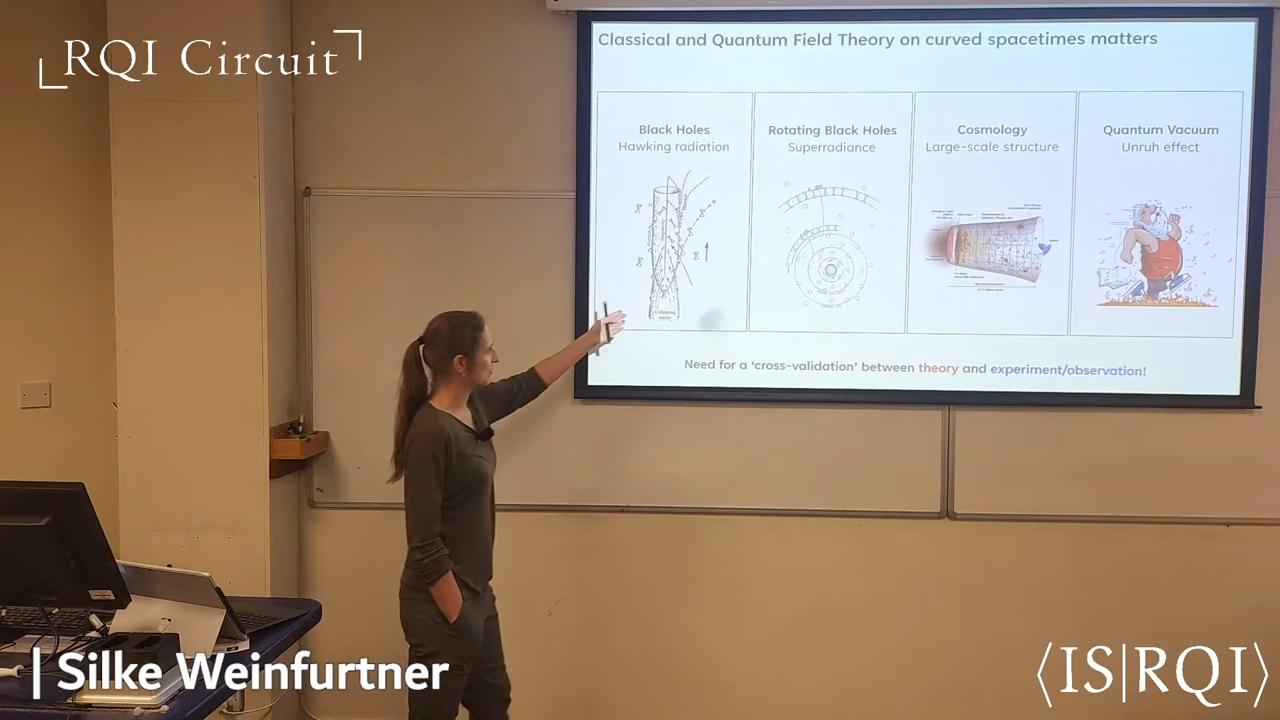 RQI Circuit
Classical and Quantum Field Theory on curved spacetimes matters
Black Holes
Hawking radiation
Rotating Black Holes
Superradiance
Cosmology
Large-scale structure
Quantum Vacuum
Unruh effect
Collapsing
matter
Need for a ‘cross-validation’ between theory and experiment/observation!
| Silke Weinfurtner
⟨IS|RQI⟩